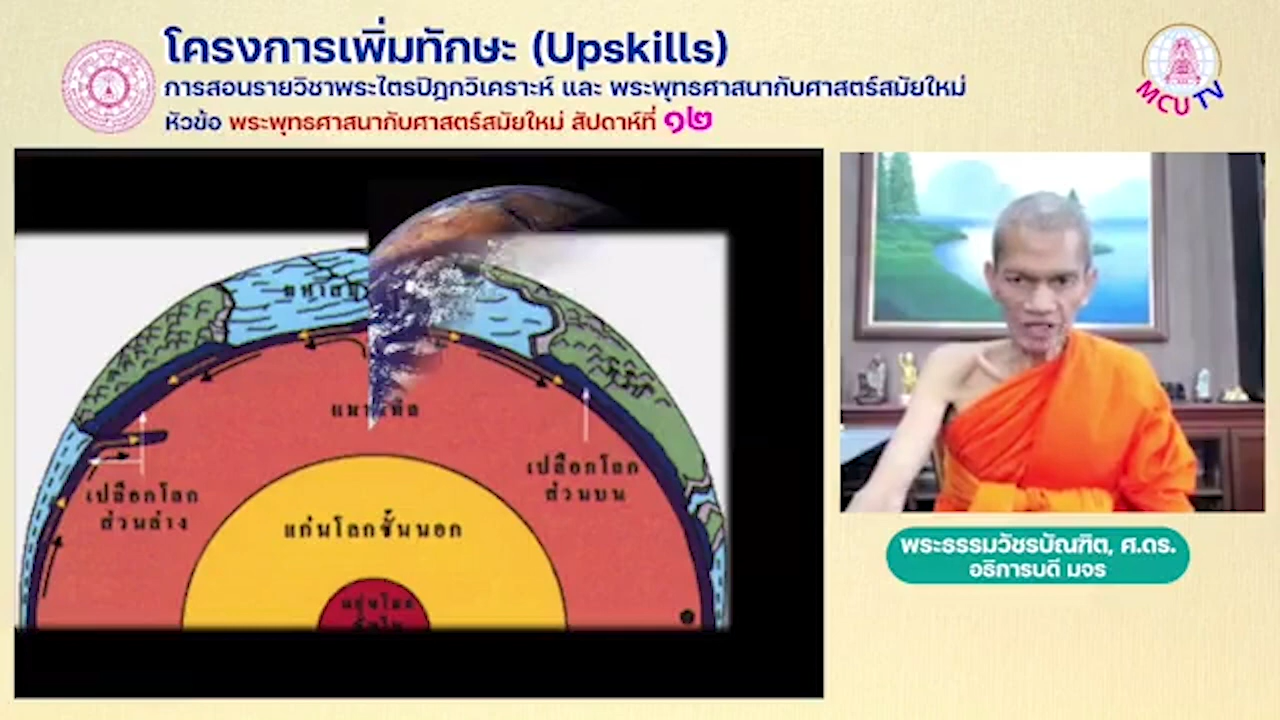 โครงการเพิ่มทักษะ (Upskills)
การสอนรายวิชาพระไตรปิฎกวิเคราะห์ และ พระพุทธศาสนากับศาสตร์สมัยใหม่
หัวข้อ พระพุทธศาสนากับศาสตร์สมัยใหม่ สัปดาห์ที่ ๑๒
MCU TV
เปลือกโลก
ส่วนล่าง
เปลือกโลก
ส่วนบน
แก่นโลกชั้นนอก
พระธรรมวัชรบัณฑิต, ศ.ดร.
อธิการบดี มจร